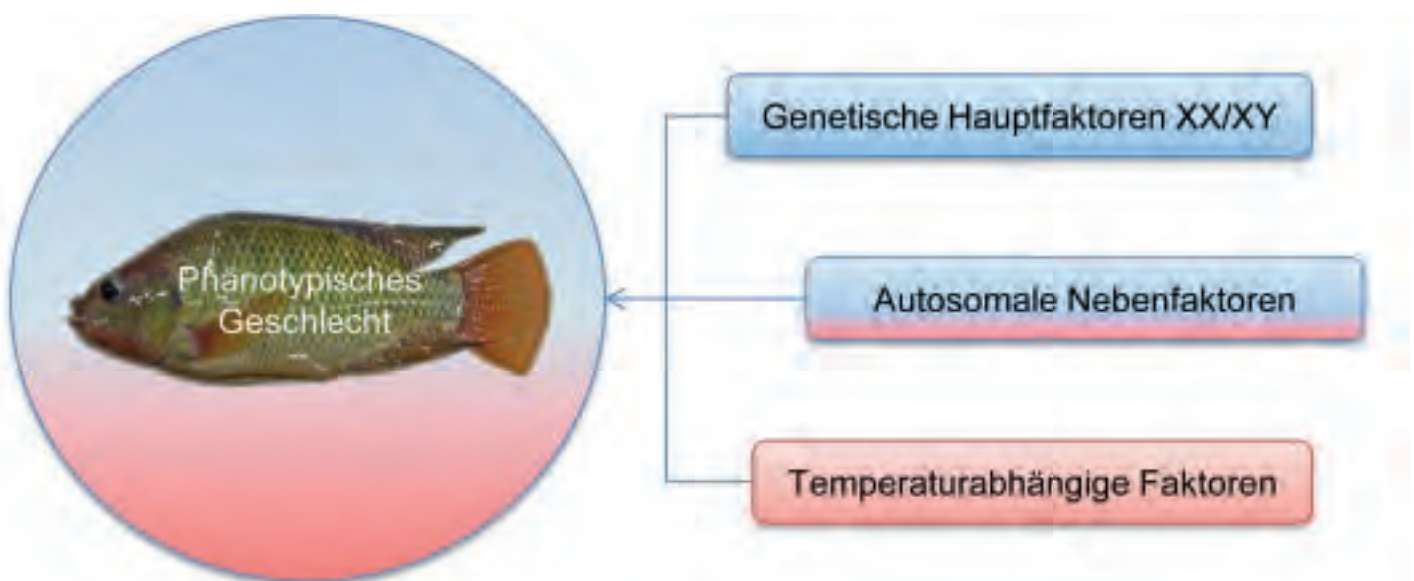 Phänotypisches
Geschlecht
Genetische Hauptfaktoren XX/XY
Autosomale Nebenfaktoren
Temperaturabhängige Faktoren